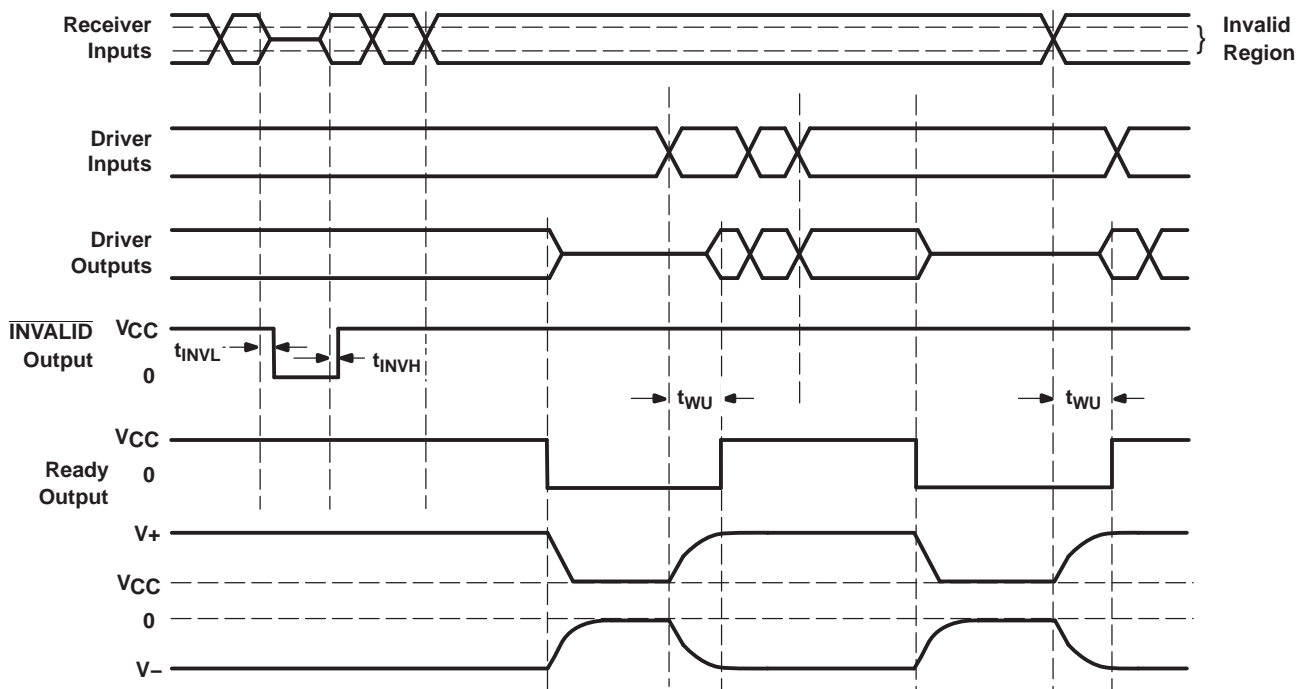 Receiver
Inputs
}
Invalid
Region
Driver
Inputs
Driver
Outputs
INVALID
Output
VCC
0
tINVL
tINVH
tWU
tWU
Ready
Output
VCC
0
V+
VCC
0
V−